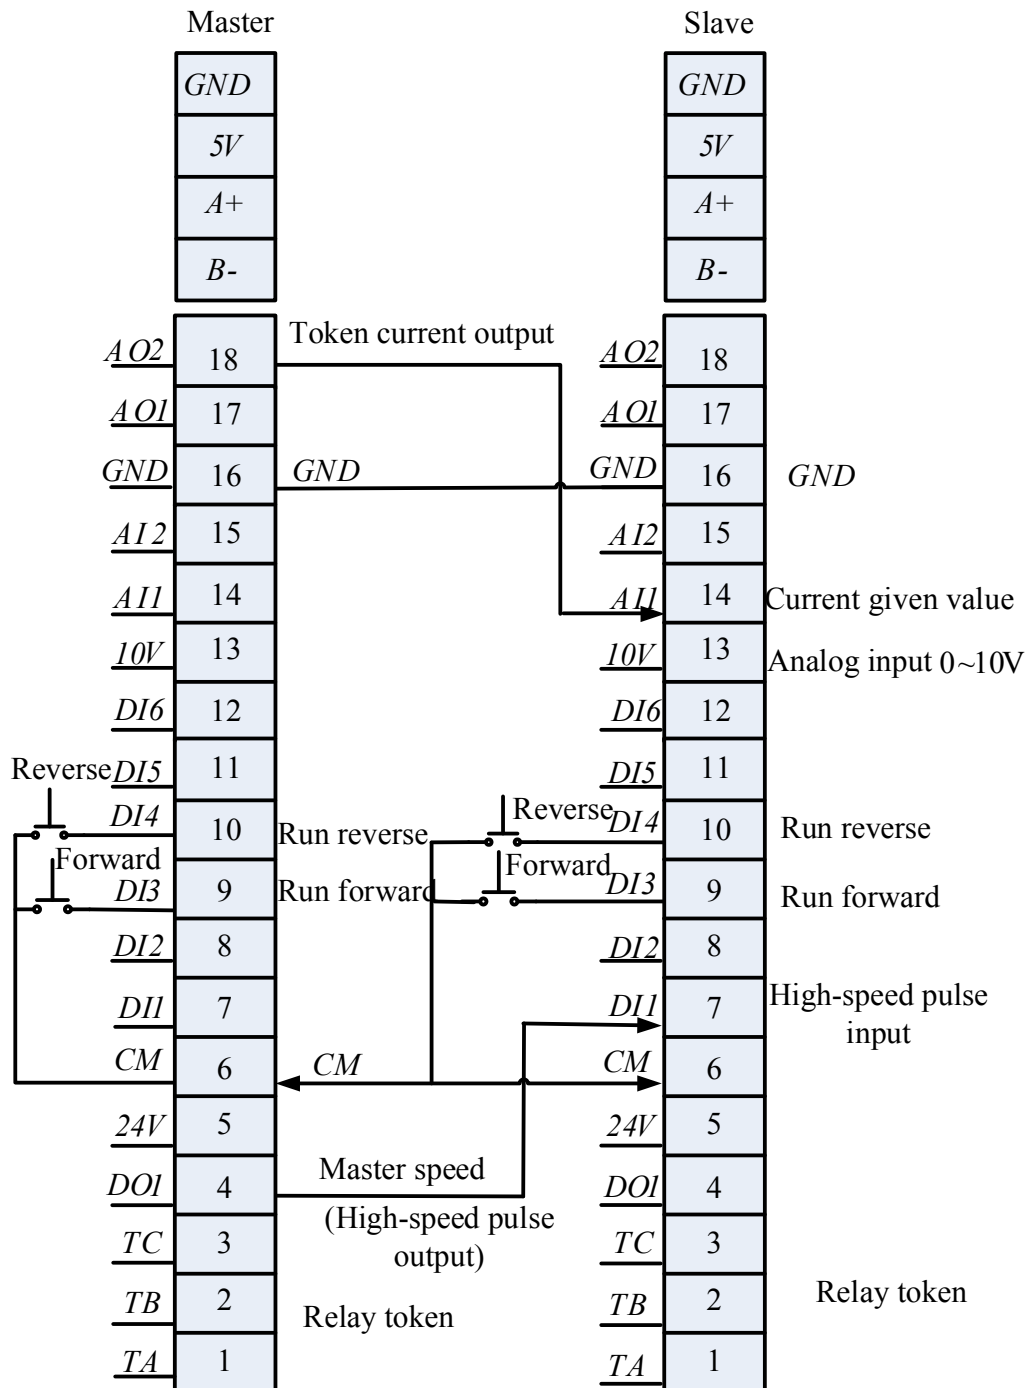 Master
Slave
GND
GND
5V
5V
A+
A+
B-
B-
AO2
18
Token current output
AO2
18
AO1
17
AO1
17
GND
16
GND
GND
16
GND
AI2
15
AI2
15
AI1
14
AI1
14
Current given value
10V
13
10V
13
Analog input 0~10V
DI6
12
DI6
12
Reverse
DI5
11
DI5
11
DI4
10
Run reverse
Reverse
DI4
10
Run reverse
Forward
DI3
9
Run forward
Forward
DI3
9
Run forward
DI2
8
DI2
8
DI1
7
DI1
7
High-speed pulse
input
CM
6
CM
CM
6
24V
5
24V
5
DO1
4
Master speed
(High-speed pulse
output)
DO1
4
TC
3
TC
3
TB
2
Relay token
TB
2
Relay token
TA
1
TA
1